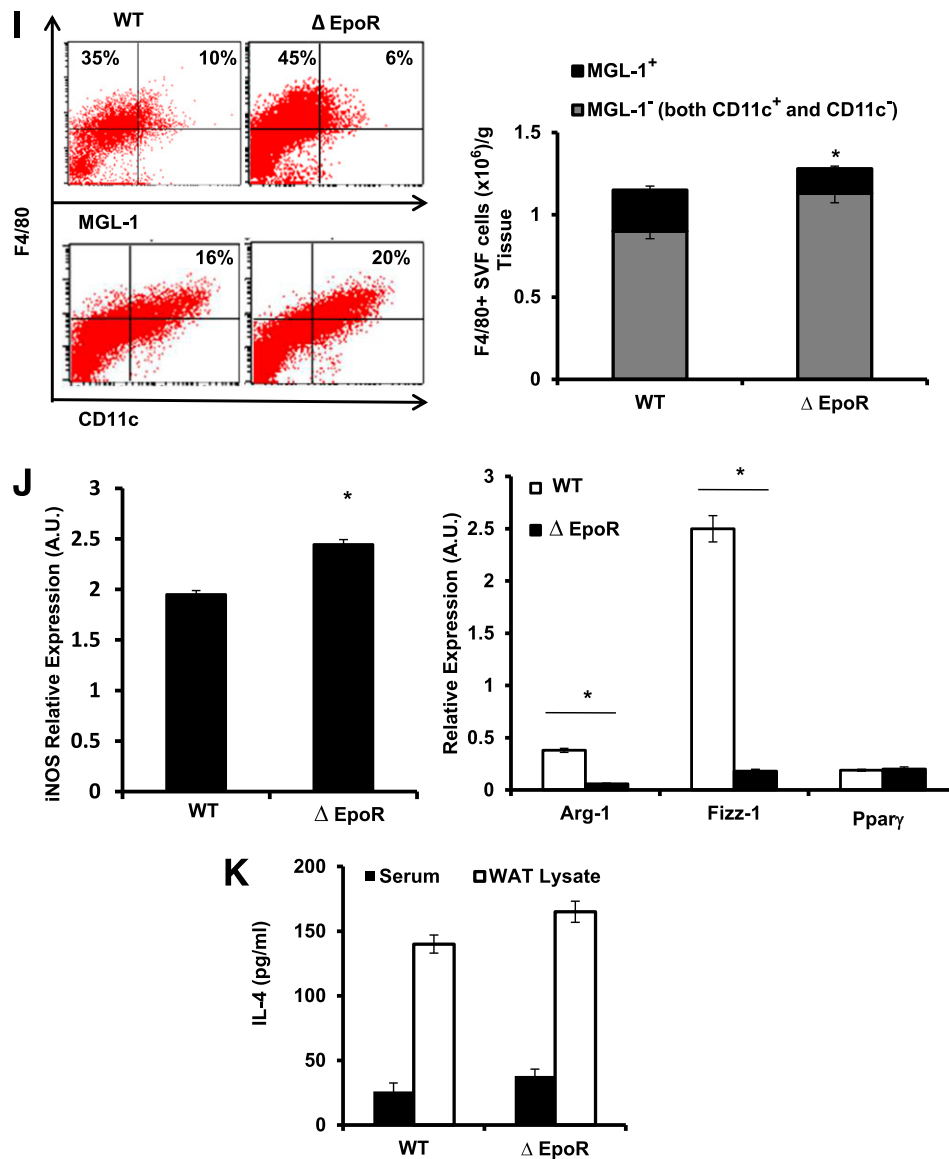 I
WT
Δ EpoR
35%
10%
45%
6%
F4/80
MGL-1
16%
20%
CD11c
MGL-1⁺
MGL-1⁻ (both CD11c⁺ and CD11c⁻)
F4/80+ SVF cells (x10⁶)/g
Tissue
1.5
1
0.5
0
*
WT
Δ EpoR
J
iNOS Relative Expression (A.U.)
3
2.5
2
1.5
1
0.5
0
*
WT
Δ EpoR
Relative Expression (A.U.)
3
2.5
2
1.5
1
0.5
0
WT
Δ EpoR
*
*
Arg-1
Fizz-1
Pparγ
K
Serum
WAT Lysate
IL-4 (pg/ml)
200
150
100
50
0
WT
Δ EpoR